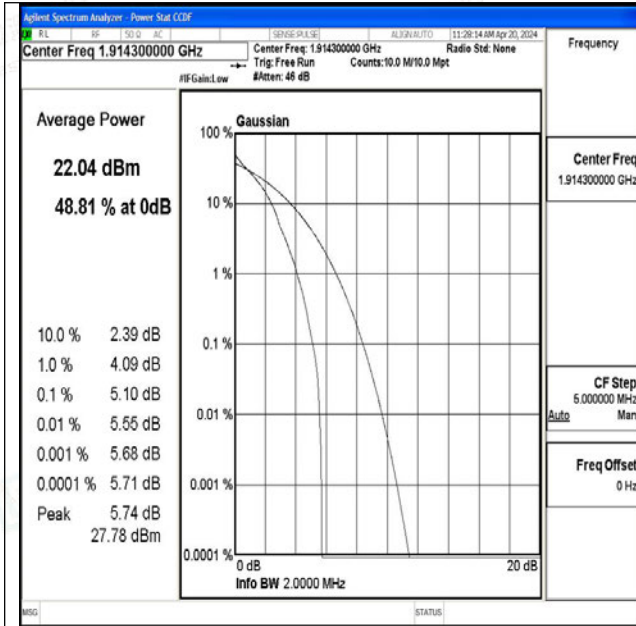 Agilent Spectrum Analyzer - Power Stat CCDF
RL RF 50 Ω AC SENSE:PULSE ALIGNAUTO 11:28:14 AM Apr 20, 2024
Center Freq 1.914300000 GHz
Center Freq: 1.914300000 GHz Radio Std: None
Trig: Free Run Counts:10.0 M/10.0 Mpt
#IFGain:Low #Atten: 46 dB
Frequency
Average Power
22.04 dBm
48.81 % at 0dB
10.0 % 2.39 dB
1.0 % 4.09 dB
0.1 % 5.10 dB
0.01 % 5.55 dB
0.001 % 5.68 dB
0.0001 % 5.71 dB
Peak 5.74 dB
27.78 dBm
Gaussian
100 %
10 %
1 %
0.1 %
0.01 %
0.001 %
0.0001 %
0 dB 20 dB
Info BW 2.0000 MHz
Center Freq
1.914300000 GHz
CF Step
5.000000 MHz
Auto Man
Freq Offset
0 Hz
MSG STATUS